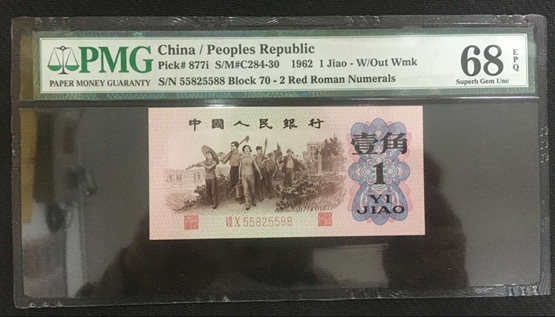 PMG
PAPER MONEY GUARANTY
China / Peoples Republic
Pick# 877i S/M#C284-30 1962 1 Jiao - W/Out Wmk
S/N 55825588 Block 70 - 2 Red Roman Numerals
68 EPQ
Superb Gem Unc
中國人民銀行
壹角
1
YI
JIAO
VII X 55825588